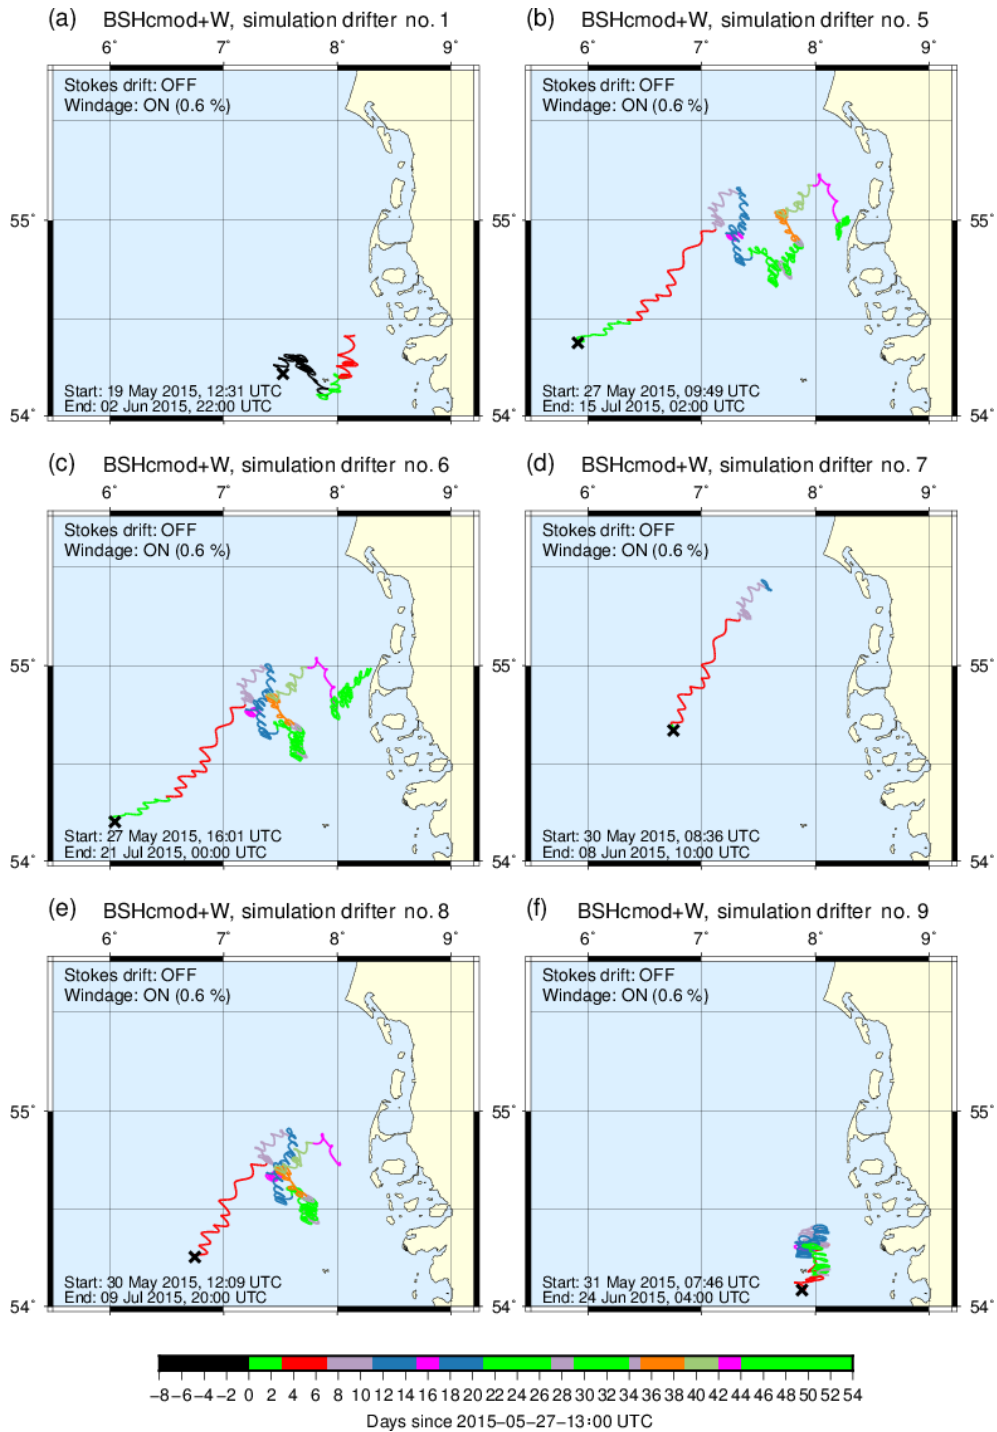 (a) BSHcmod+W, simulation drifter no. 1
6° 7° 8° 9°
Stokes drift: OFF
Windage: ON (0.6 %)
55°
54°
Start: 19 May 2015, 12:31 UTC
End: 02 Jun 2015, 22:00 UTC
(b) BSHcmod+W, simulation drifter no. 5
6° 7° 8° 9°
Stokes drift: OFF
Windage: ON (0.6 %)
55°
54°
Start: 27 May 2015, 09:49 UTC
End: 15 Jul 2015, 02:00 UTC
(c) BSHcmod+W, simulation drifter no. 6
6° 7° 8° 9°
Stokes drift: OFF
Windage: ON (0.6 %)
55°
54°
Start: 27 May 2015, 16:01 UTC
End: 21 Jul 2015, 00:00 UTC
(d) BSHcmod+W, simulation drifter no. 7
6° 7° 8° 9°
Stokes drift: OFF
Windage: ON (0.6 %)
55°
54°
Start: 30 May 2015, 08:36 UTC
End: 08 Jun 2015, 10:00 UTC
(e) BSHcmod+W, simulation drifter no. 8
6° 7° 8° 9°
Stokes drift: OFF
Windage: ON (0.6 %)
55°
54°
Start: 30 May 2015, 12:09 UTC
End: 09 Jul 2015, 20:00 UTC
(f) BSHcmod+W, simulation drifter no. 9
6° 7° 8° 9°
Stokes drift: OFF
Windage: ON (0.6 %)
55°
54°
Start: 31 May 2015, 07:46 UTC
End: 24 Jun 2015, 04:00 UTC
−8 −6 −4 −2 0 2 4 6 8 10 12 14 16 18 20 22 24 26 28 30 32 34 36 38 40 42 44 46 48 50 52 54
Days since 2015−05−27−13:00 UTC